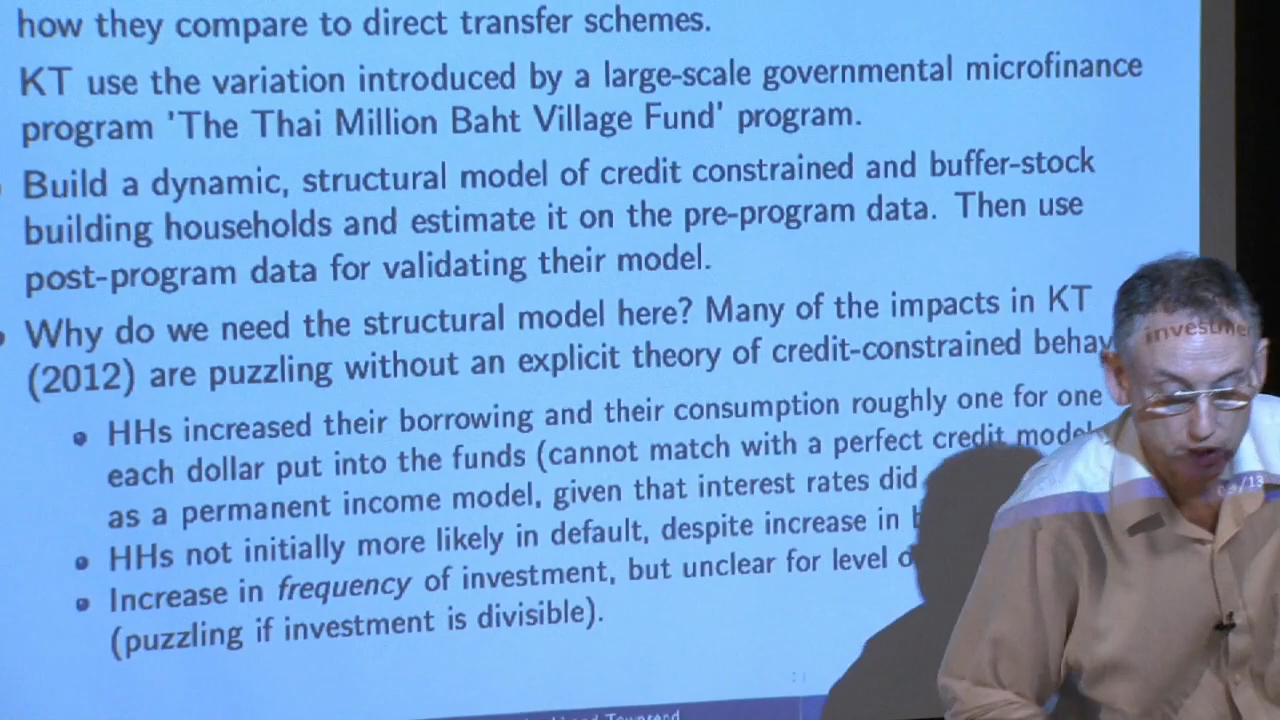 how they compare to direct transfer schemes.
KT use the variation introduced by a large-scale governmental microfinance
program 'The Thai Million Baht Village Fund' program.
Build a dynamic, structural model of credit constrained and buffer-stock
building households and estimate it on the pre-program data. Then use
post-program data for validating their model.
Why do we need the structural model here? Many of the impacts in KT
(2012) are puzzling without an explicit theory of credit-constrained behav
HHs increased their borrowing and their consumption roughly one for one
each dollar put into the funds (cannot match with a perfect credit model
as a permanent income model, given that interest rates did
HHs not initially more likely in default, despite increase in
Increase in frequency of investment, but unclear for level o
investmen
(puzzling if investment is divisible).
Townsend
/13